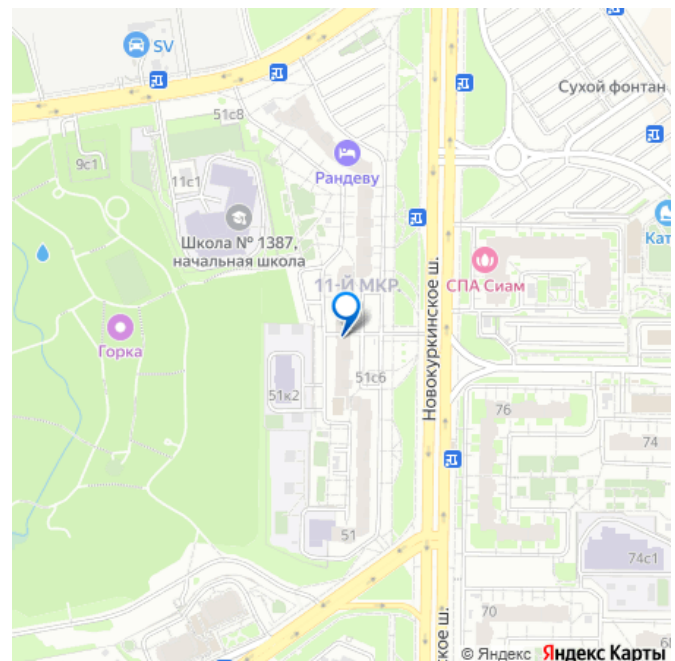 SV
Сухой фонтан
51с8
9с1
Рандеву
11с1
Школа № 1387,
начальная школа
Кат
СПА Сиам
11-Й МКР.
Новокуркинское ш.
Горка
51с6
51к2
76
74
51
74с1
70
ское ш.
© Яндекс Яндекс Карты